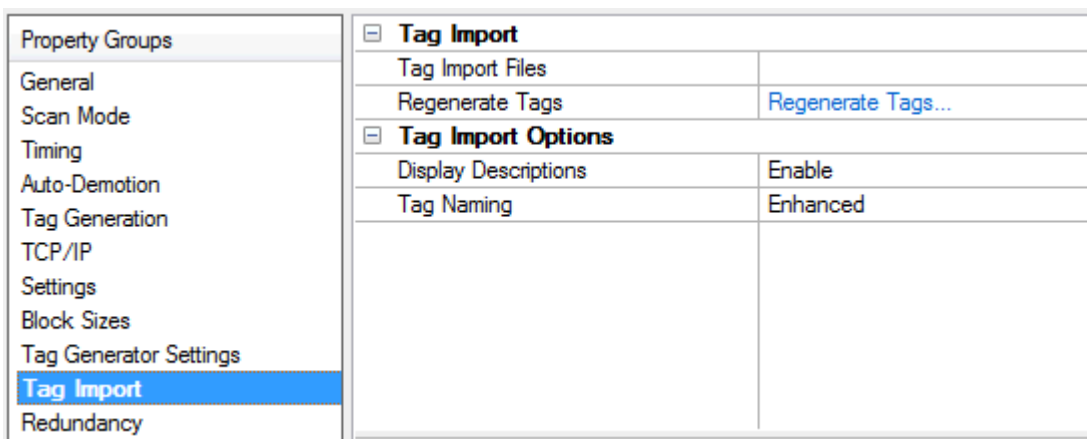 Property Groups
General
Scan Mode
Timing
Auto-Demotion
Tag Generation
TCP/IP
Settings
Block Sizes
Tag Generator Settings
Tag Import
Redundancy
Tag Import
Tag Import Files
Regenerate Tags Regenerate Tags...
Tag Import Options
Display Descriptions Enable
Tag Naming Enhanced